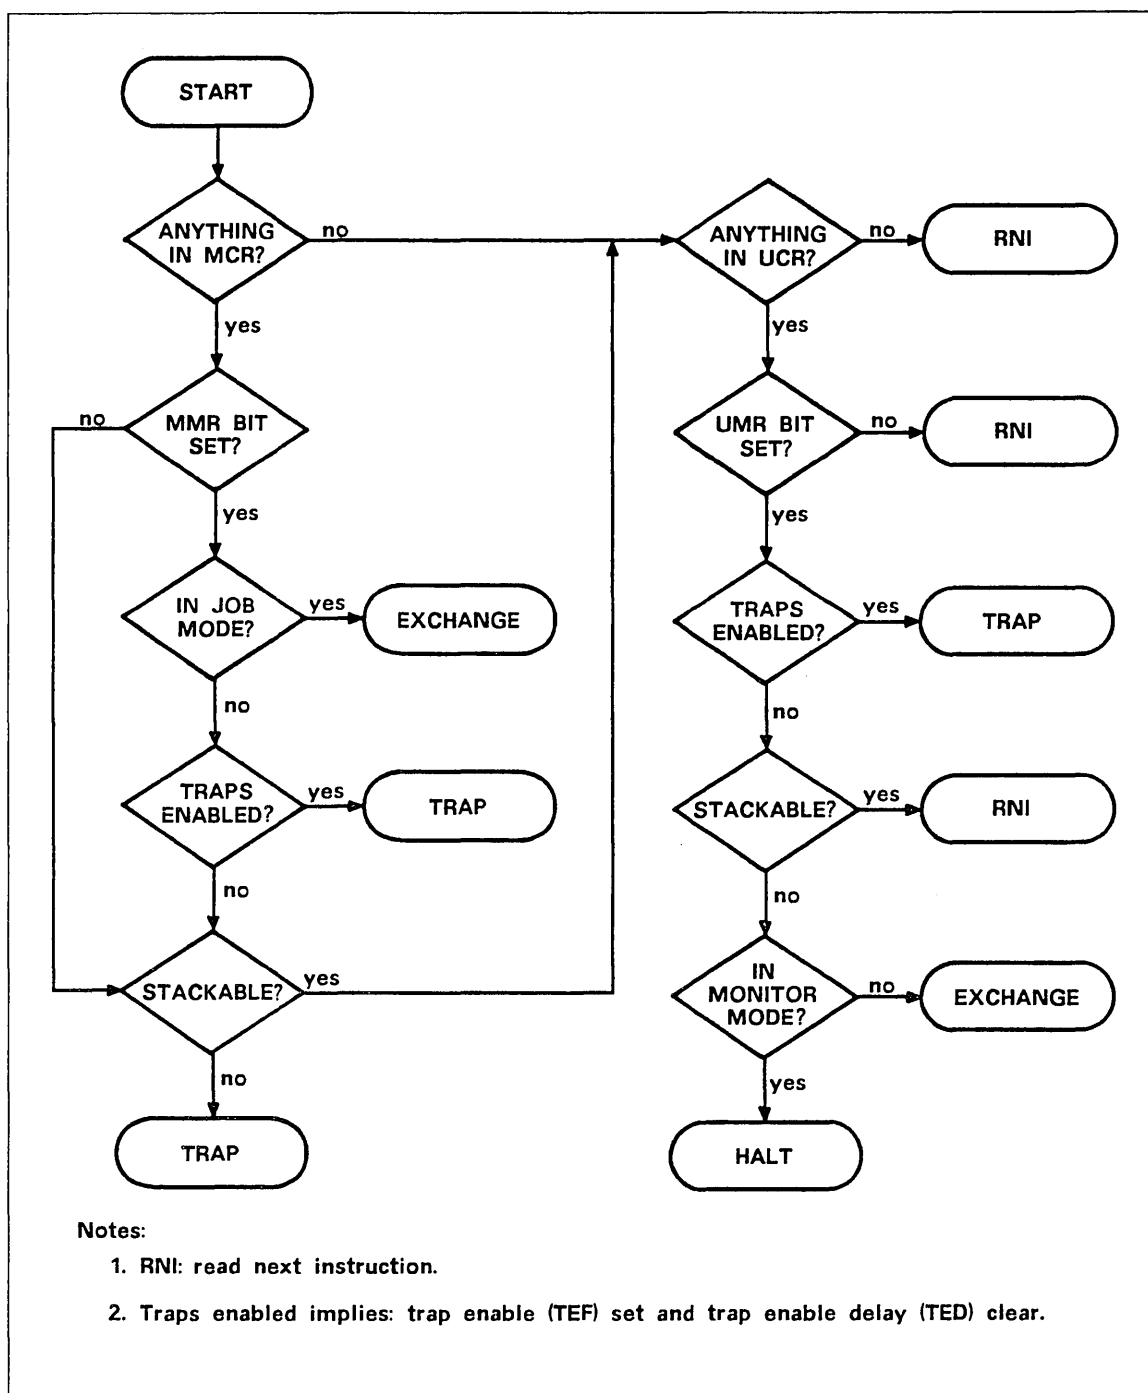 START
ANYTHING
IN MCR?
no
yes
MMR BIT
SET?
no
yes
IN JOB
MODE?
yes
EXCHANGE
no
TRAPS
ENABLED?
yes
TRAP
no
STACKABLE?
yes
no
TRAP
ANYTHING
IN UCR?
no
RNI
yes
UMR BIT
SET?
no
RNI
yes
TRAPS
ENABLED?
yes
TRAP
no
STACKABLE?
yes
RNI
no
IN
MONITOR
MODE?
no
EXCHANGE
yes
HALT
Notes:
1. RNI: read next instruction.
2. Traps enabled implies: trap enable (TEF) set and trap enable delay (TED) clear.